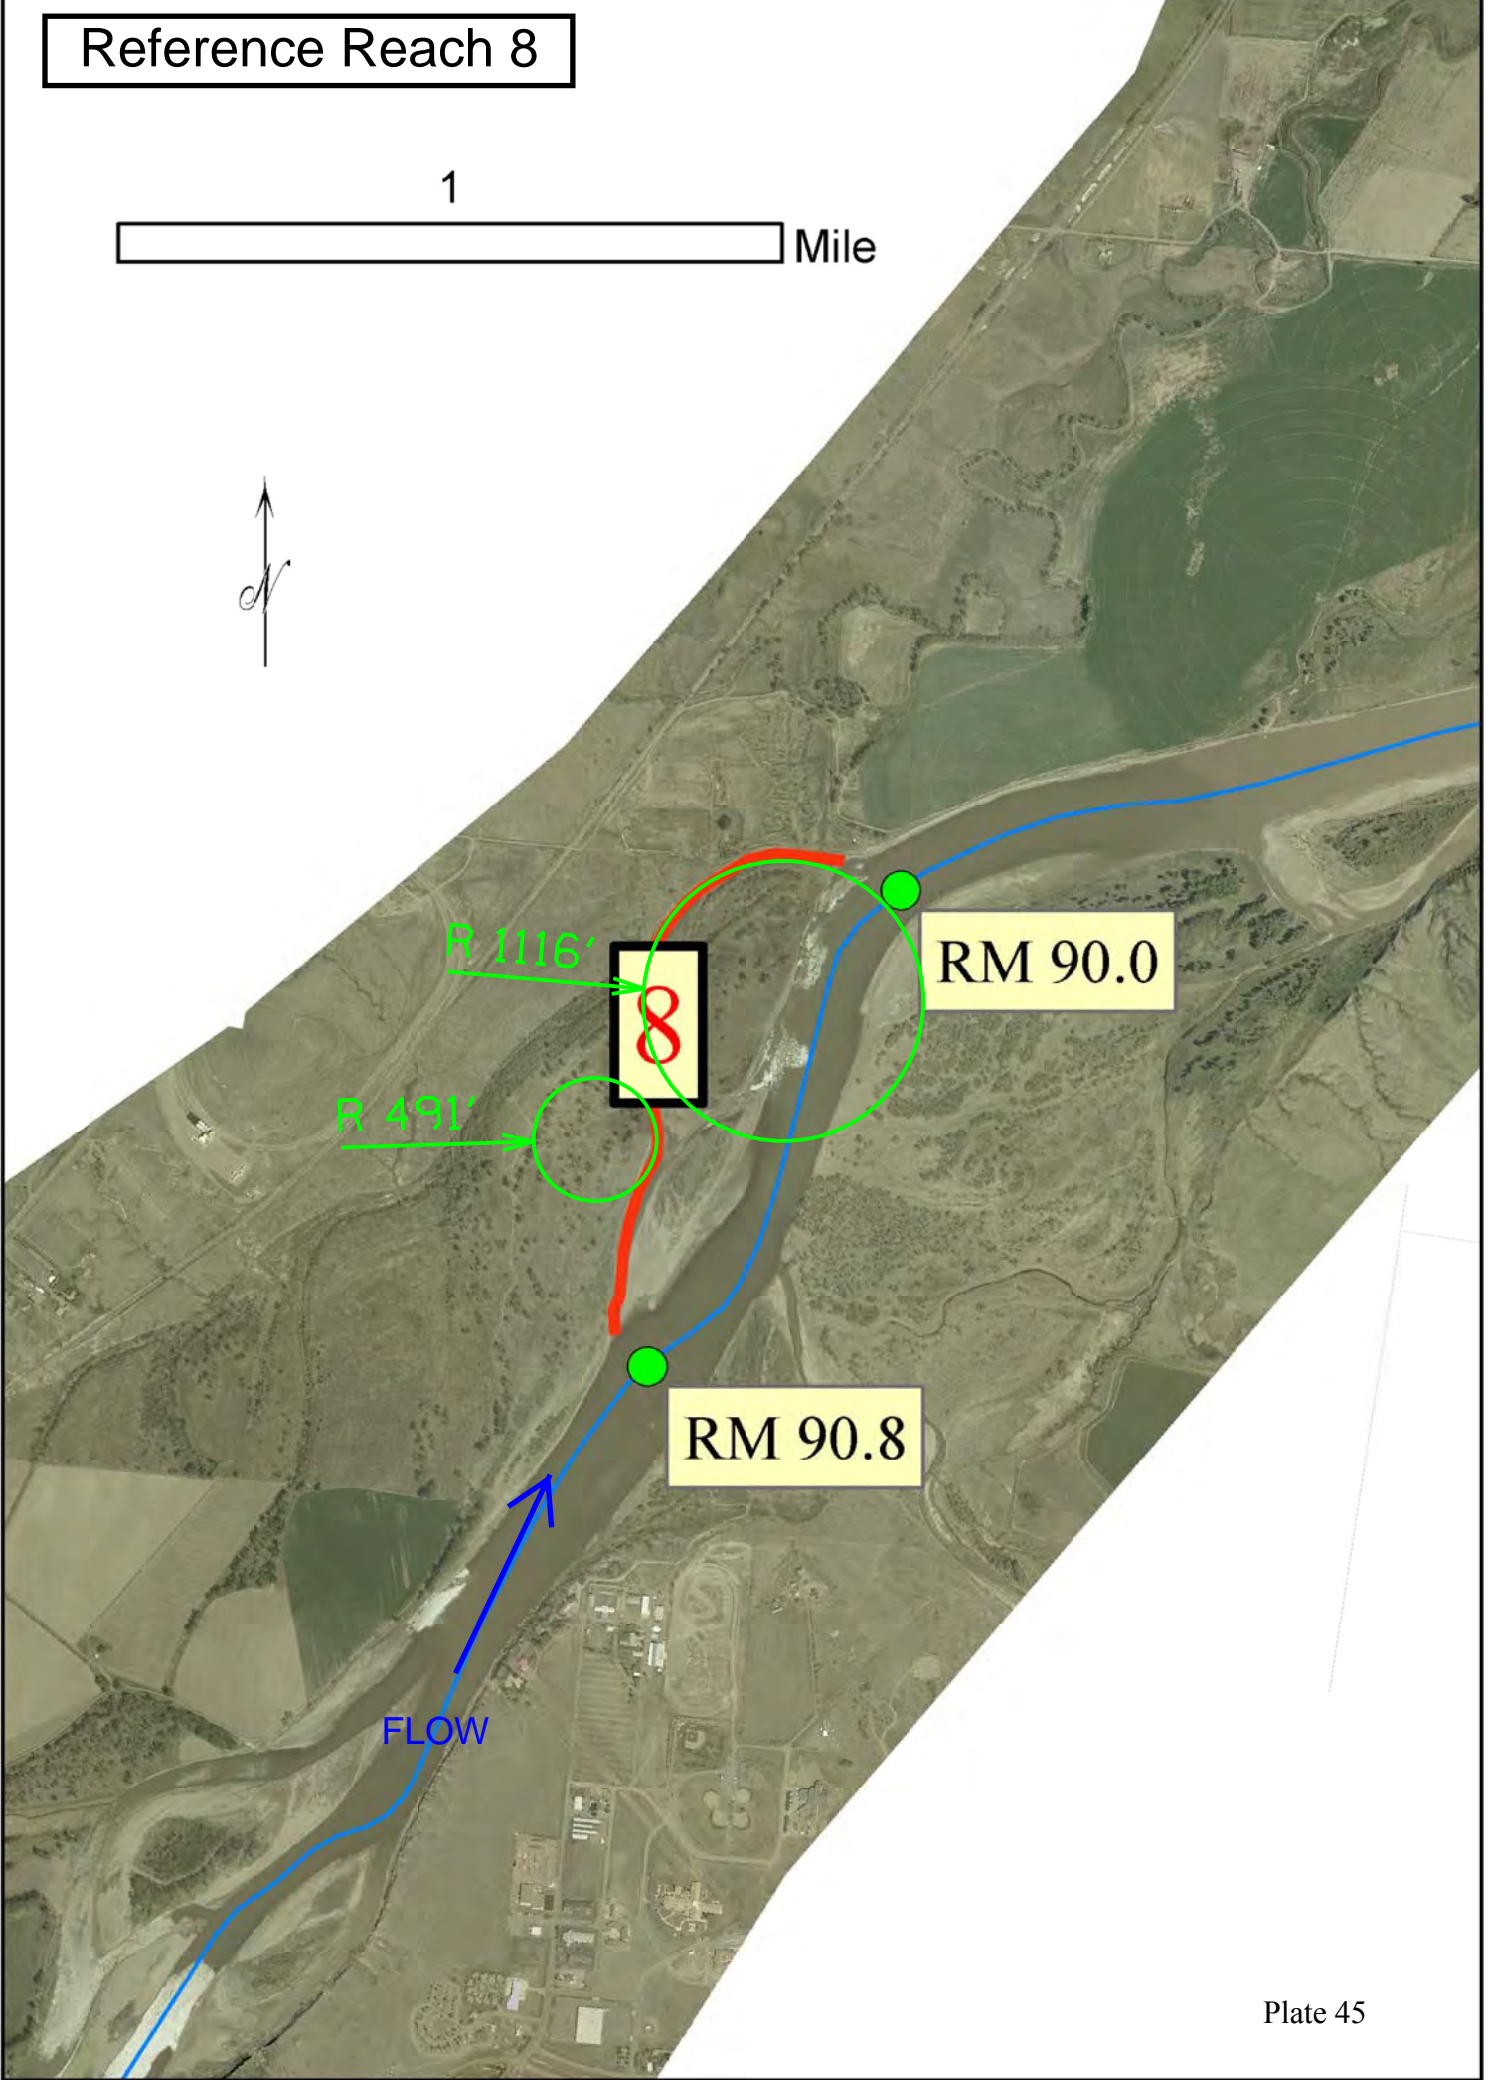 Reference Reach 8
1
Mile
N
R 1116'
RM 90.0
8
R 491'
RM 90.8
FLOW
Plate 45